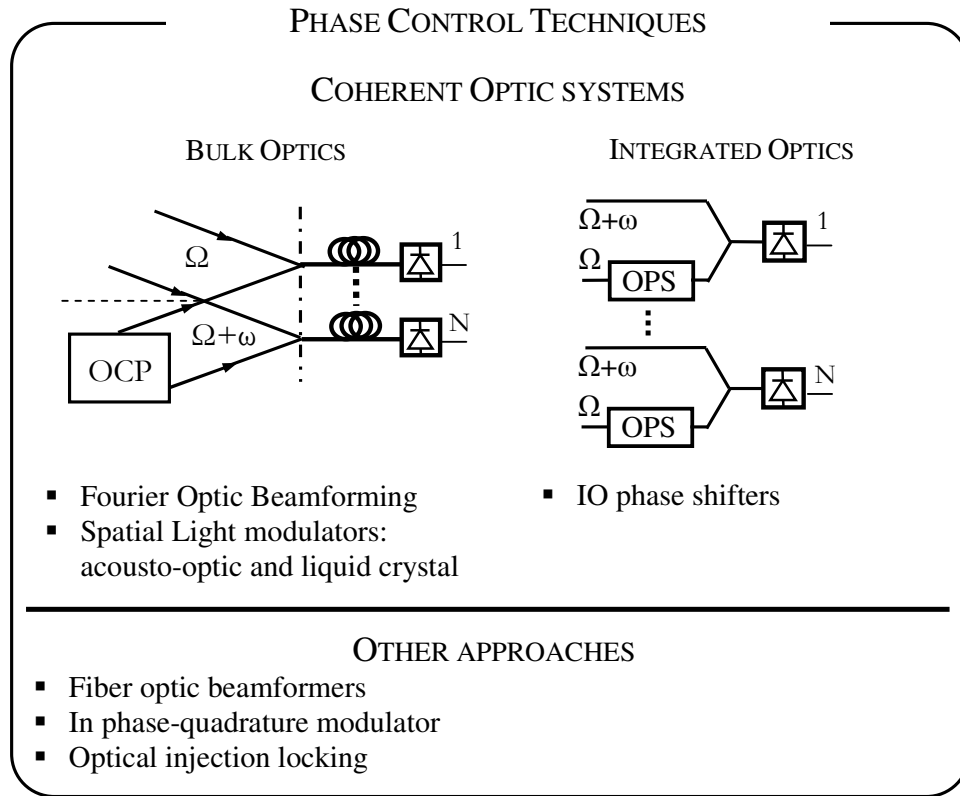 PHASE CONTROL TECHNIQUES
COHERENT OPTIC SYSTEMS
BULK OPTICS
Ω
Ω+ω
OCP
1
N
INTEGRATED OPTICS
Ω+ω
Ω
OPS
1
Ω+ω
Ω
OPS
N
▪ Fourier Optic Beamforming
▪ Spatial Light modulators:
acousto-optic and liquid crystal
▪ IO phase shifters
OTHER APPROACHES
▪ Fiber optic beamformers
▪ In phase-quadrature modulator
▪ Optical injection locking